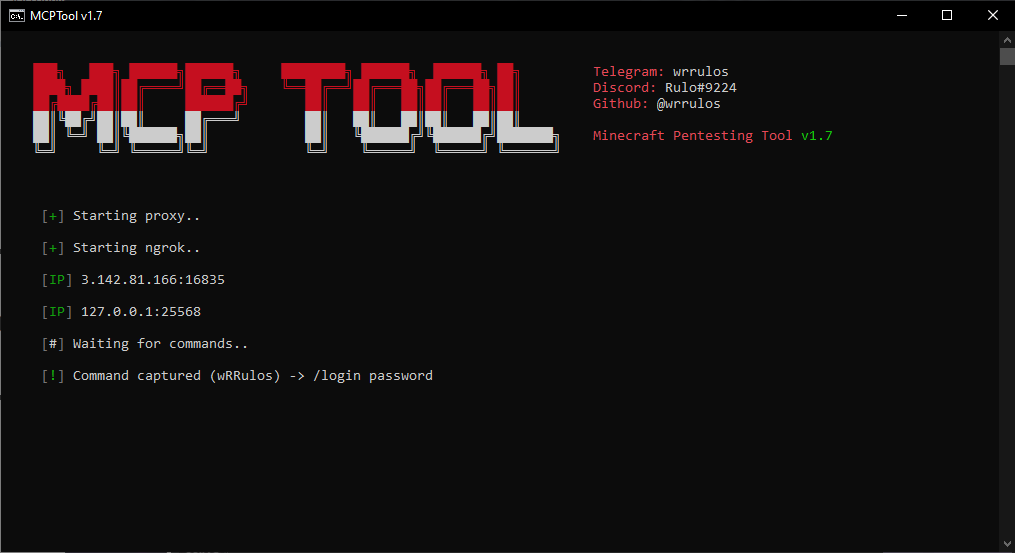 MCPTool v1.7
MCP TOOL
Telegram: wrrulos
Discord: Rulo#9224
Github: @wrrulos
Minecraft Pentesting Tool v1.7
[+] Starting proxy..
[+] Starting ngrok..
[IP] 3.142.81.166:16835
[IP] 127.0.0.1:25568
[#] Waiting for commands..
[!] Command captured (wRRulos) -> /login password